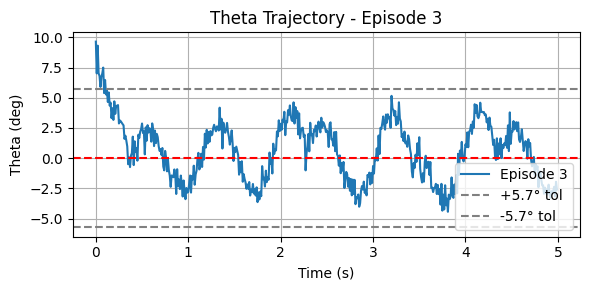 Theta Trajectory - Episode 3
Theta (deg)
10.0
7.5
5.0
2.5
0.0
−2.5
−5.0
0
1
2
3
4
5
Time (s)
Episode 3
+5.7° tol
-5.7° tol